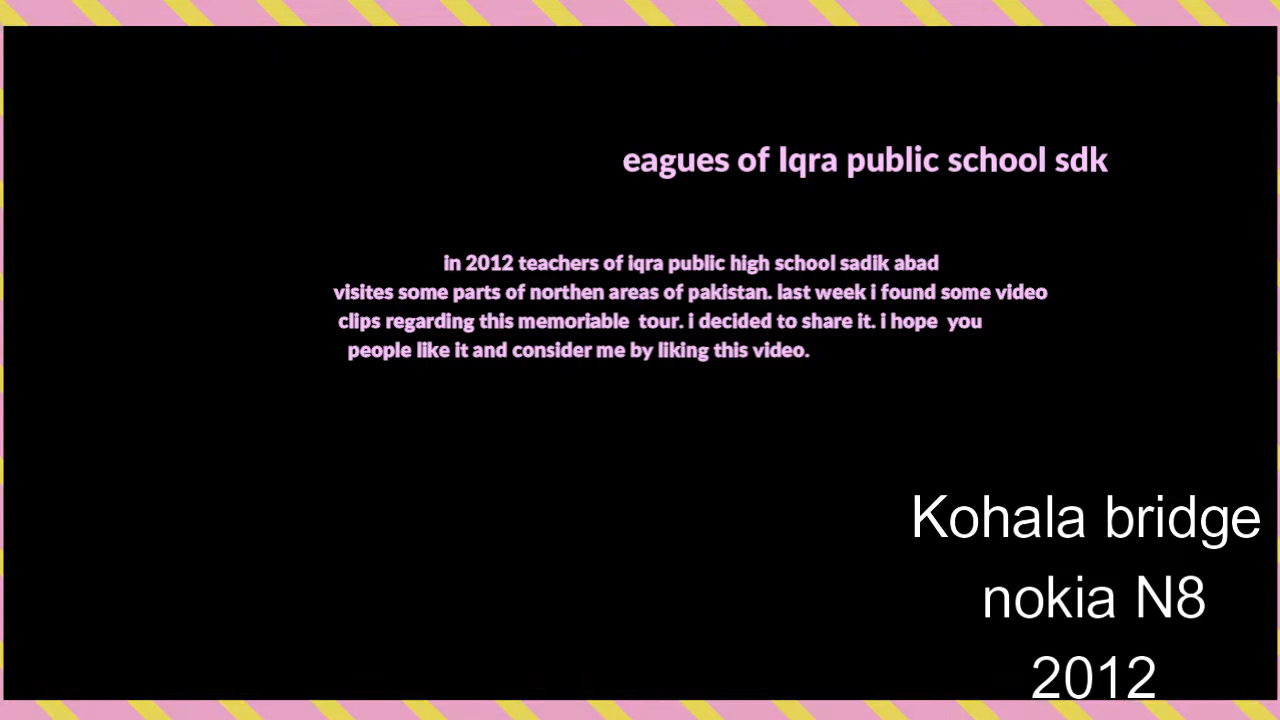 eagues of Iqra public school sdk
in 2012 teachers of iqra public high school sadik abad
visites some parts of northen areas of pakistan. last week i found some video
clips regarding this memoriable tour. i decided to share it. i hope you
people like it and consider me by liking this video.
Kohala bridge
nokia N8
2012